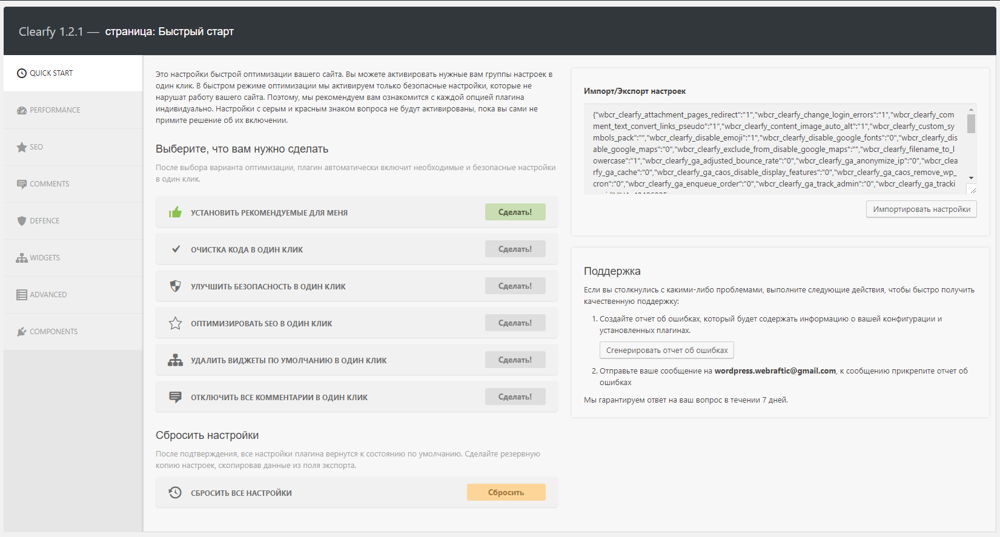 Clearfy 1.2.1 — страница: Быстрый старт
QUICK START
PERFORMANCE
SEO
COMMENTS
DEFENCE
WIDGETS
ADVANCED
COMPONENTS
Это настройки быстрой оптимизации вашего сайта. Вы можете активировать нужные вам группы настроек в
один клик. В быстром режиме оптимизации мы активируем только безопасные настройки, которые не
нарушат работу вашего сайта. Поэтому, мы рекомендуем вам ознакомится с каждой опцией плагина
индивидуально. Настройки с серым и красным знаком вопроса не будут активированы, пока вы сами не
примите решение об их включении.
Выберите, что вам нужно сделать
После выбора варианта оптимизации, плагин автоматически включит необходимые и безопасные настройки
в один клик.
УСТАНОВИТЬ РЕКОМЕНДУЕМЫЕ ДЛЯ МЕНЯ Сделать!
ОЧИСТКА КОДА В ОДИН КЛИК Сделать!
УЛУЧШИТЬ БЕЗОПАСНОСТЬ В ОДИН КЛИК Сделать!
ОПТИМИЗИРОВАТЬ SEO В ОДИН КЛИК Сделать!
УДАЛИТЬ ВИДЖЕТЫ ПО УМОЛЧАНИЮ В ОДИН КЛИК Сделать!
ОТКЛЮЧИТЬ ВСЕ КОММЕНТАРИИ В ОДИН КЛИК Сделать!
Сбросить настройки
После подтверждения, все настройки плагина вернутся к состоянию по умолчанию. Сделайте резервную
копию настроек, скопировав данные из поля экспорта.
СБРОСИТЬ ВСЕ НАСТРОЙКИ Сбросить
Импорт/Экспорт настроек
{"wbcr_clearfy_attachment_pages_redirect":"1","wbcr_clearfy_change_login_errors":"1","wbcr_clearfy_com
ment_text_convert_links_pseudo":"1","wbcr_clearfy_content_image_auto_alt":"1","wbcr_clearfy_custom_sy
mbols_pack":"","wbcr_clearfy_disable_emoji":"1","wbcr_clearfy_disable_google_fonts":"0","wbcr_clearfy_dis
able_google_maps":"0","wbcr_clearfy_exclude_from_disable_google_maps":"","wbcr_clearfy_filename_to_l
owercase":"1","wbcr_clearfy_ga_adjusted_bounce_rate":"0","wbcr_clearfy_ga_anonymize_ip":"0","wbcr_clea
rfy_ga_cache":"0","wbcr_clearfy_ga_caos_disable_display_features":"0","wbcr_clearfy_ga_caos_remove_wp_
cron":"0","wbcr_clearfy_ga_enqueue_order":"0","wbcr_clearfy_ga_track_admin":"0","wbcr_clearfy_ga_tracki
Импортировать настройки
Поддержка
Если вы столкнулись с какими-либо проблемами, выполните следующие действия, чтобы быстро получить
качественную поддержку:
1. Создайте отчет об ошибках, который будет содержать информацию о вашей конфигурации и
установленных плагинах.
Сгенерировать отчет об ошибках
2. Отправьте ваше сообщение на wordpress.webraftic@gmail.com, к сообщению прикрепите отчет об
ошибках
Мы гарантируем ответ на ваш вопрос в течении 7 дней.